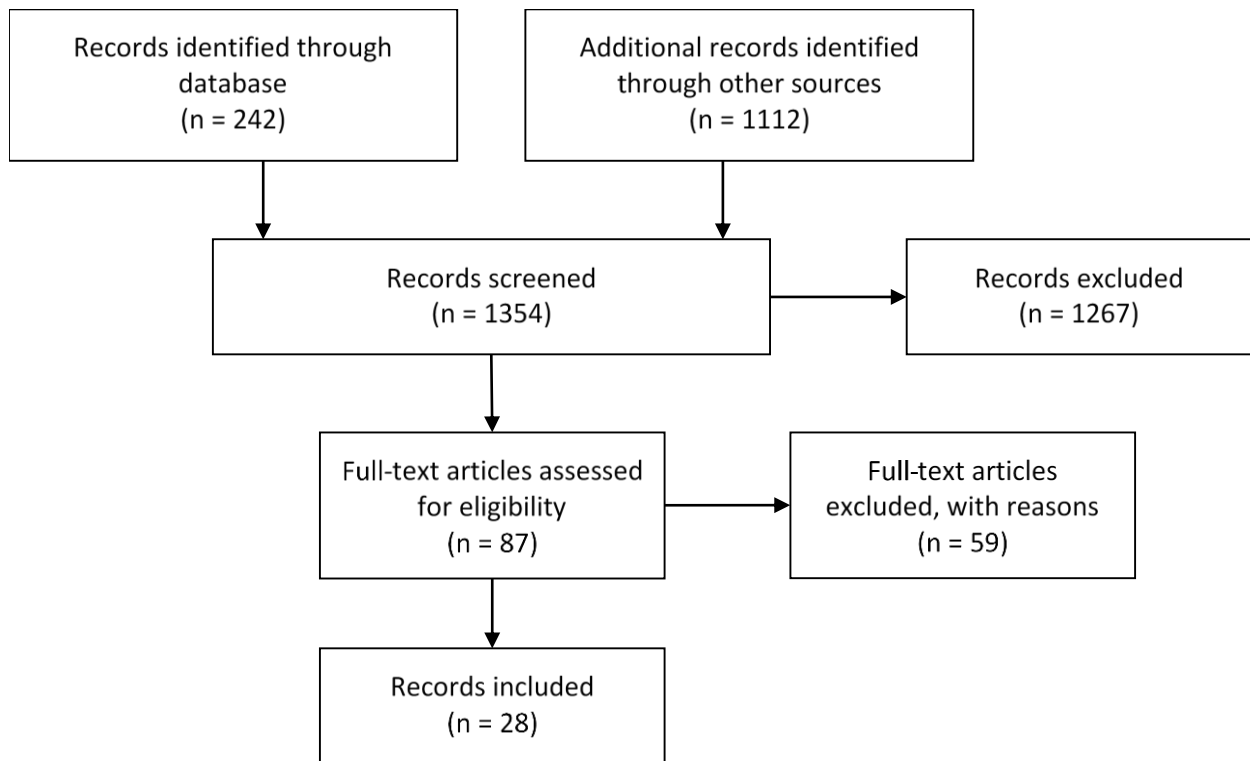 Records identified through
database
(n = 242)
Additional records identified
through other sources
(n = 1112)
Records screened
(n = 1354)
Records excluded
(n = 1267)
Full-text articles assessed
for eligibility
(n = 87)
Full-text articles
excluded, with reasons
(n = 59)
Records included
(n = 28)